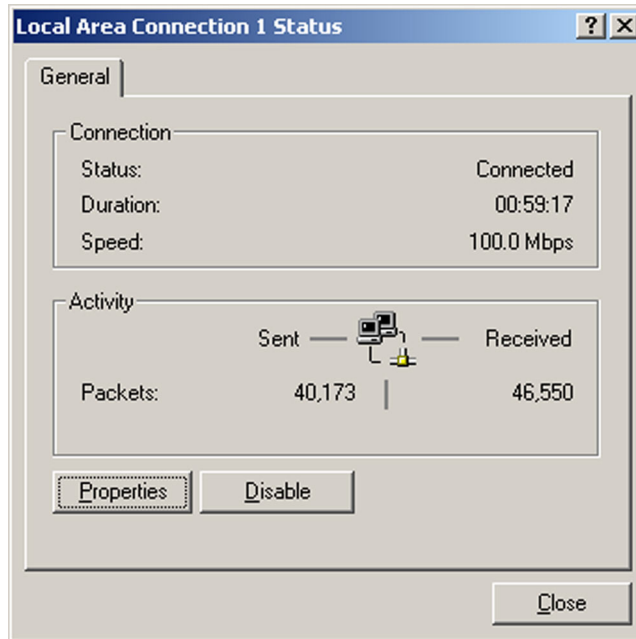 Local Area Connection 1 Status
General
Connection
Status: Connected
Duration: 00:59:17
Speed: 100.0 Mbps
Activity
Sent Received
Packets: 40,173 46,550
Properties Disable
Close